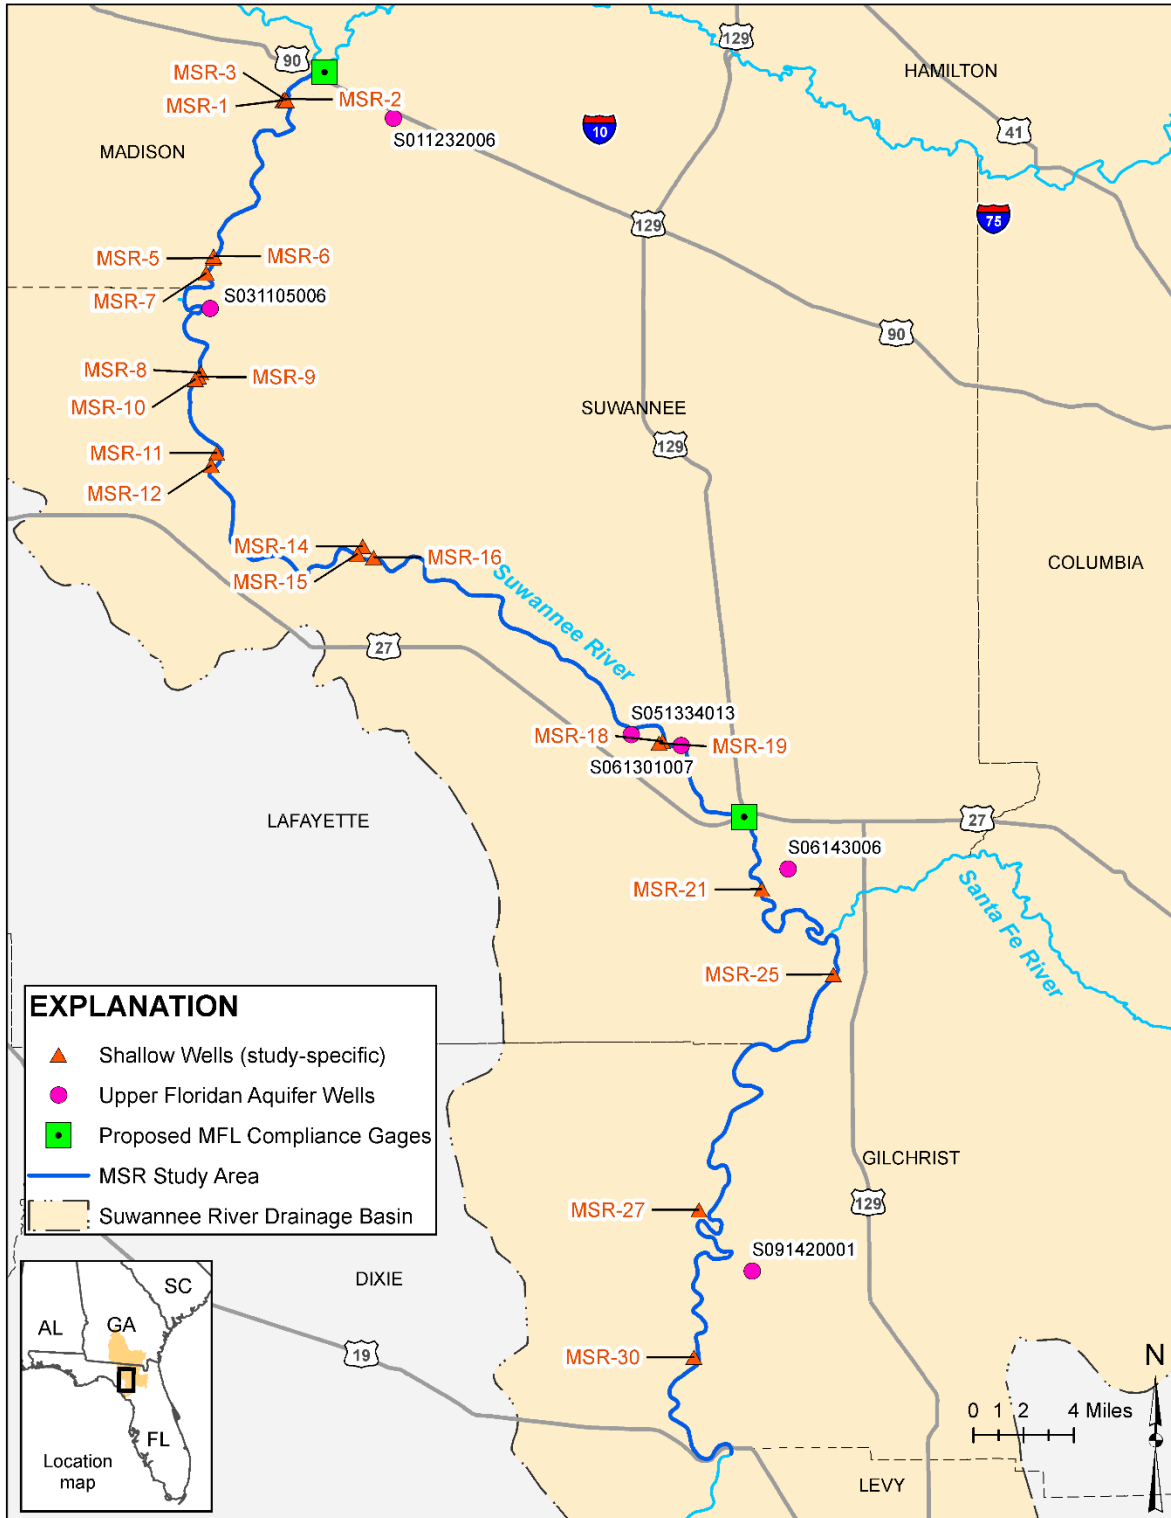 129
90
HAMILTON
MSR-3
MSR-2
MSR-1
10
41
S011232006
MADISON
75
129
MSR-5
MSR-6
MSR-7
S031105006
90
MSR-8
MSR-9
MSR-10
SUWANNEE
129
MSR-11
MSR-12
MSR-14
MSR-16
MSR-15
COLUMBIA
Suwannee River
27
S051334013
MSR-18
MSR-19
S061301007
LAFAYETTE
27
S06143006
MSR-21
Santa Fe River
MSR-25
EXPLANATION
Shallow Wells (study-specific)
Upper Floridan Aquifer Wells
Proposed MFL Compliance Gages
MSR Study Area
Suwannee River Drainage Basin
GILCHRIST
129
MSR-27
S091420001
DIXIE
SC
GA
AL
FL
Location
map
19
MSR-30
N
0 1 2 4 Miles
LEVY